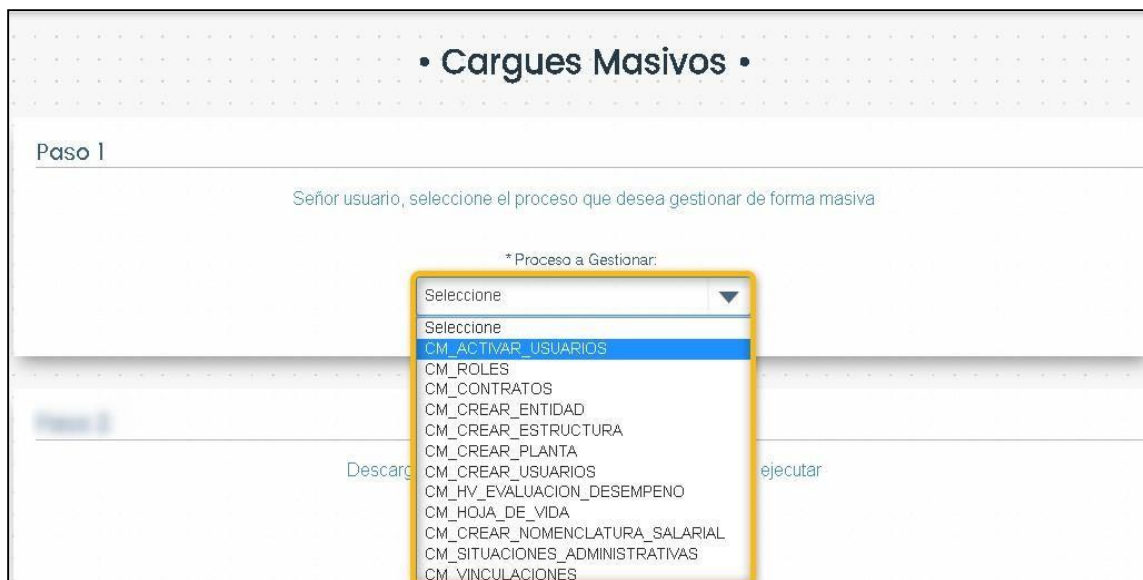 • Cargues Masivos •
Paso 1
Señor usuario, seleccione el proceso que desea gestionar de forma masiva
* Proceso a Gestionar:
Seleccione
Seleccione
CM_ACTIVAR_USUARIOS
CM_ROLES
CM_CONTRATOS
CM_CREAR_ENTIDAD
CM_CREAR_ESTRUCTURA
CM_CREAR_PLANTA
CM_CREAR_USUARIOS
Descarg ejecutar
CM_HV_EVALUACION_DESEMPENO
CM_HOJA_DE_VIDA
CM_CREAR_NOMENCLATURA_SALARIAL
CM_SITUACIONES_ADMINISTRATIVAS
CM_VINCULACIONES